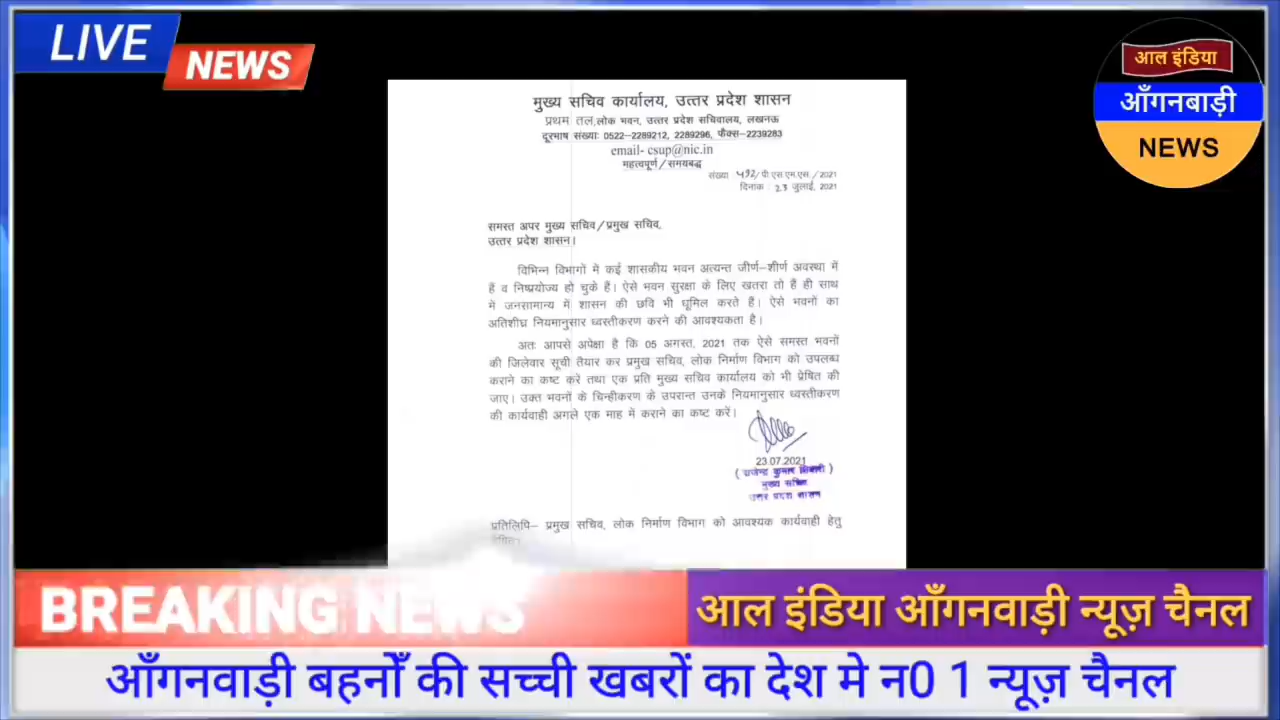 LIVE
NEWS
आल इंडिया
आँगनबाड़ी
NEWS
मुख्य सचिव कार्यालय, उत्तर प्रदेश शासन
प्रथम तल,लोक भवन, उत्तर प्रदेश सचिवालय, लखनऊ
दूरभाष संख्याः 0522-2289212, 2289296, फैक्स-2239283
email- csup@nic.in
महत्वपूर्ण/समयबद्ध
संख्या : 492/पी.एस.एम.एस./2021
दिनांक : 23 जुलाई, 2021
समस्त अपर मुख्य सचिव/प्रमुख सचिव,
उत्तर प्रदेश शासन।
विभिन्न विभागों में कई शासकीय भवन अत्यन्त जीर्ण-शीर्ण अवस्था में
हैं व निष्प्रयोज्य हो चुके हैं। ऐसे भवन सुरक्षा के लिए खतरा तो है ही साथ
मे जनसामान्य में शासन की छवि भी धूमिल करते हैं। ऐसे भवनों का
अतिशीघ्र नियमानुसार ध्वस्तीकरण करने की आवश्यकता है।
अतः आपसे अपेक्षा है कि 05 अगस्त, 2021 तक ऐसे समस्त भवनों
की जिलेवार सूची तैयार कर प्रमुख सचिव, लोक निर्माण विभाग को उपलब्ध
कराने का कष्ट करे तथा एक प्रति मुख्य सचिव कार्यालय को भी प्रेषित की
जाए। उक्त भवनों के चिन्हीकरण के उपरान्त उनके नियमानुसार ध्वस्तीकरण
की कार्यवाही अगले एक माह में कराने का कष्ट करें।
23.07.2021
( राजेन्द्र कुमार तिवारी )
मुख्य सचिव
उत्तर प्रदेश शासन
प्रतिलिपि- प्रमुख सचिव, लोक निर्माण विभाग को आवश्यक कार्यवाही हेतु
BREAKING NEWS
आल इंडिया आँगनवाड़ी न्यूज़ चैनल
आँगनवाड़ी बहनोँ की सच्ची खबरों का देश मे न0 1 न्यूज़ चैनल